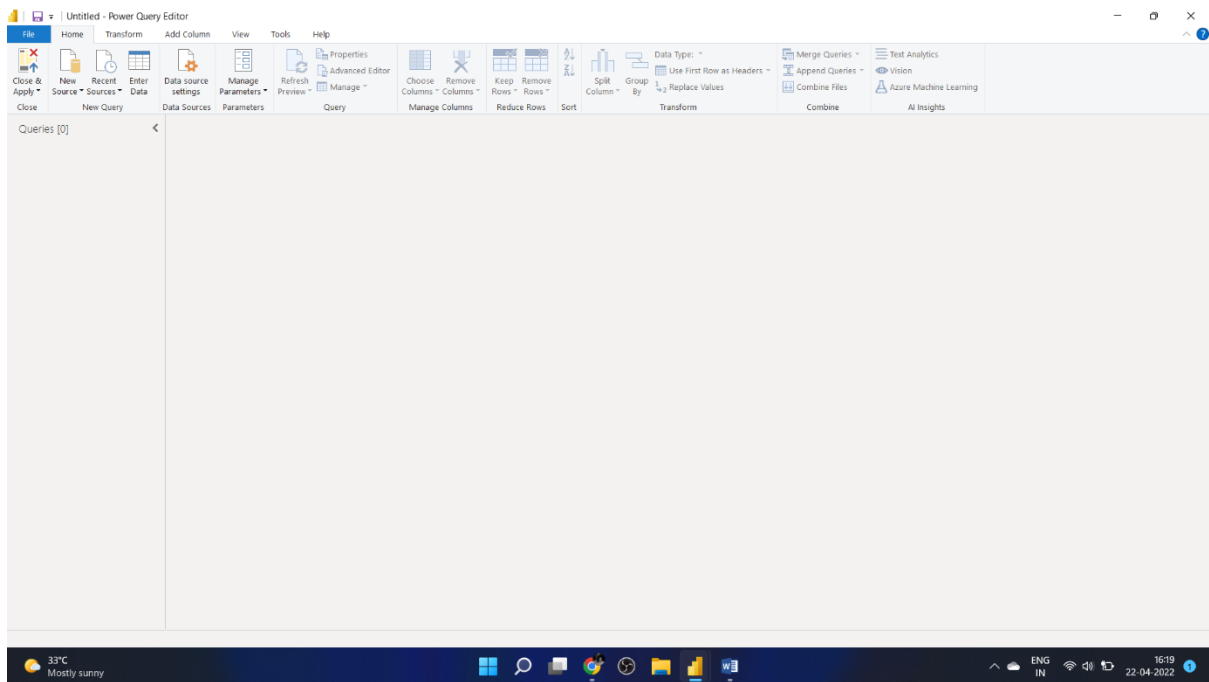 Untitled - Power Query Editor
File Home Transform Add Column View Tools Help
Close & Apply
New Source
Recent Sources
Enter Data
Data source settings
Manage Parameters
Refresh Preview
Properties
Advanced Editor
Manage
Choose Columns
Remove Columns
Keep Rows
Remove Rows
A
Z
Z
A
Split Column
Group By
Data Type:
Use First Row as Headers
1
2
Replace Values
Merge Queries
Append Queries
Combine Files
Text Analytics
Vision
Azure Machine Learning
Close New Query Data Sources Parameters Query Manage Columns Reduce Rows Sort Transform Combine AI Insights
Queries [0]
33°C
Mostly sunny
ENG
IN
16:19
22-04-2022
1